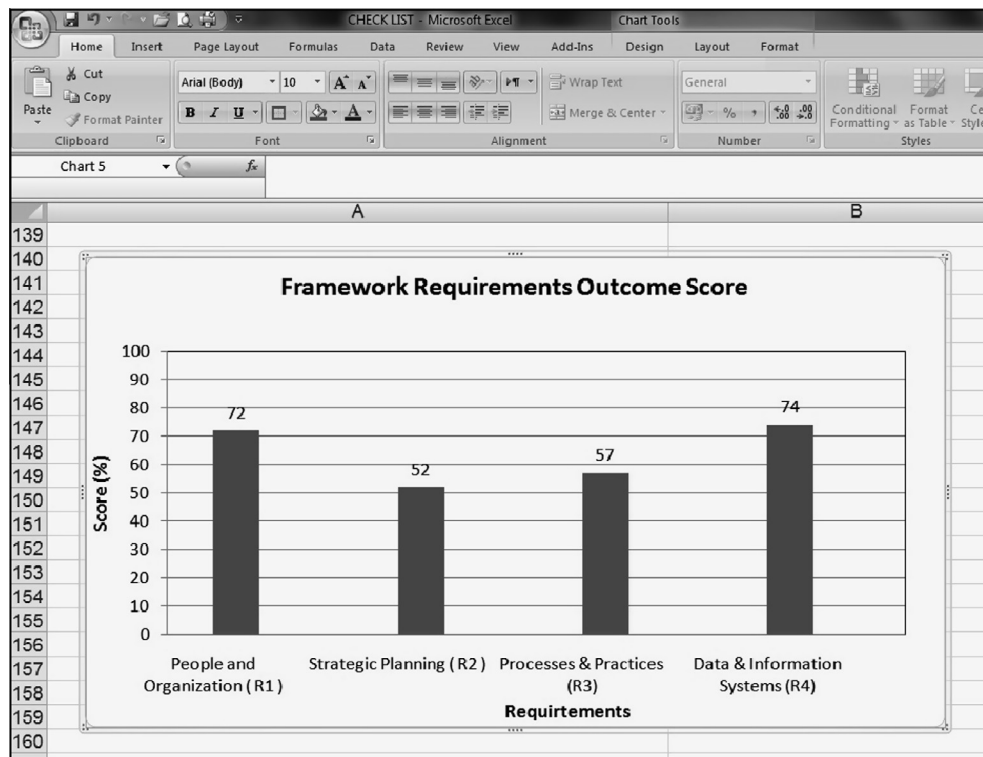 CHECK LIST - Microsoft Excel Chart Tools
Home Insert Page Layout Formulas Data Review View Add-Ins Design Layout Format
Paste
Cut
Copy
Format Painter
Clipboard
Arial (Body) 10 A A
B I U A
Font
Wrap Text
Merge & Center
Alignment
General
% , .0 .00 .00 .0
Number
Conditional Formatting
Format as Table
Styles
Chart 5 fx
A B
139
140
141
142
143
144
145
146
147
148
149
150
151
152
153
154
155
156
157
158
159
160
Framework Requirements Outcome Score
Score (%)
100
90
80
70
60
50
40
30
20
10
0
72
52
57
74
People and
Organization ( R1 )
Strategic Planning ( R2 )
Processes & Practices
(R3)
Data & Information
Systems (R4)
Requirtements